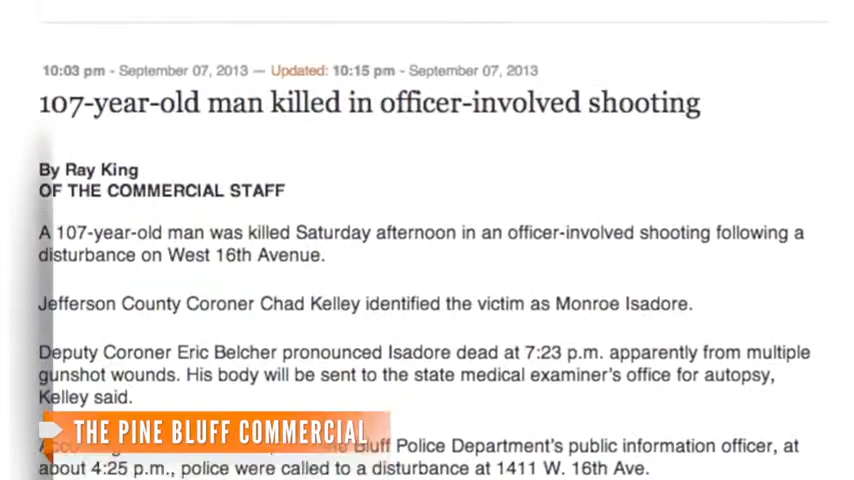 10:03 pm - September 07, 2013 — Updated: 10:15 pm - September 07, 2013
107-year-old man killed in officer-involved shooting
By Ray King
OF THE COMMERCIAL STAFF
A 107-year-old man was killed Saturday afternoon in an officer-involved shooting following a
disturbance on West 16th Avenue.
Jefferson County Coroner Chad Kelley identified the victim as Monroe Isadore.
Deputy Coroner Eric Belcher pronounced Isadore dead at 7:23 p.m. apparently from multiple
gunshot wounds. His body will be sent to the state medical examiner's office for autopsy,
Kelley said.
THE PINE BLUFF COMMERCIAL
Bluff Police Department's public information officer, at
about 4:25 p.m., police were called to a disturbance at 1411 W. 16th Ave.